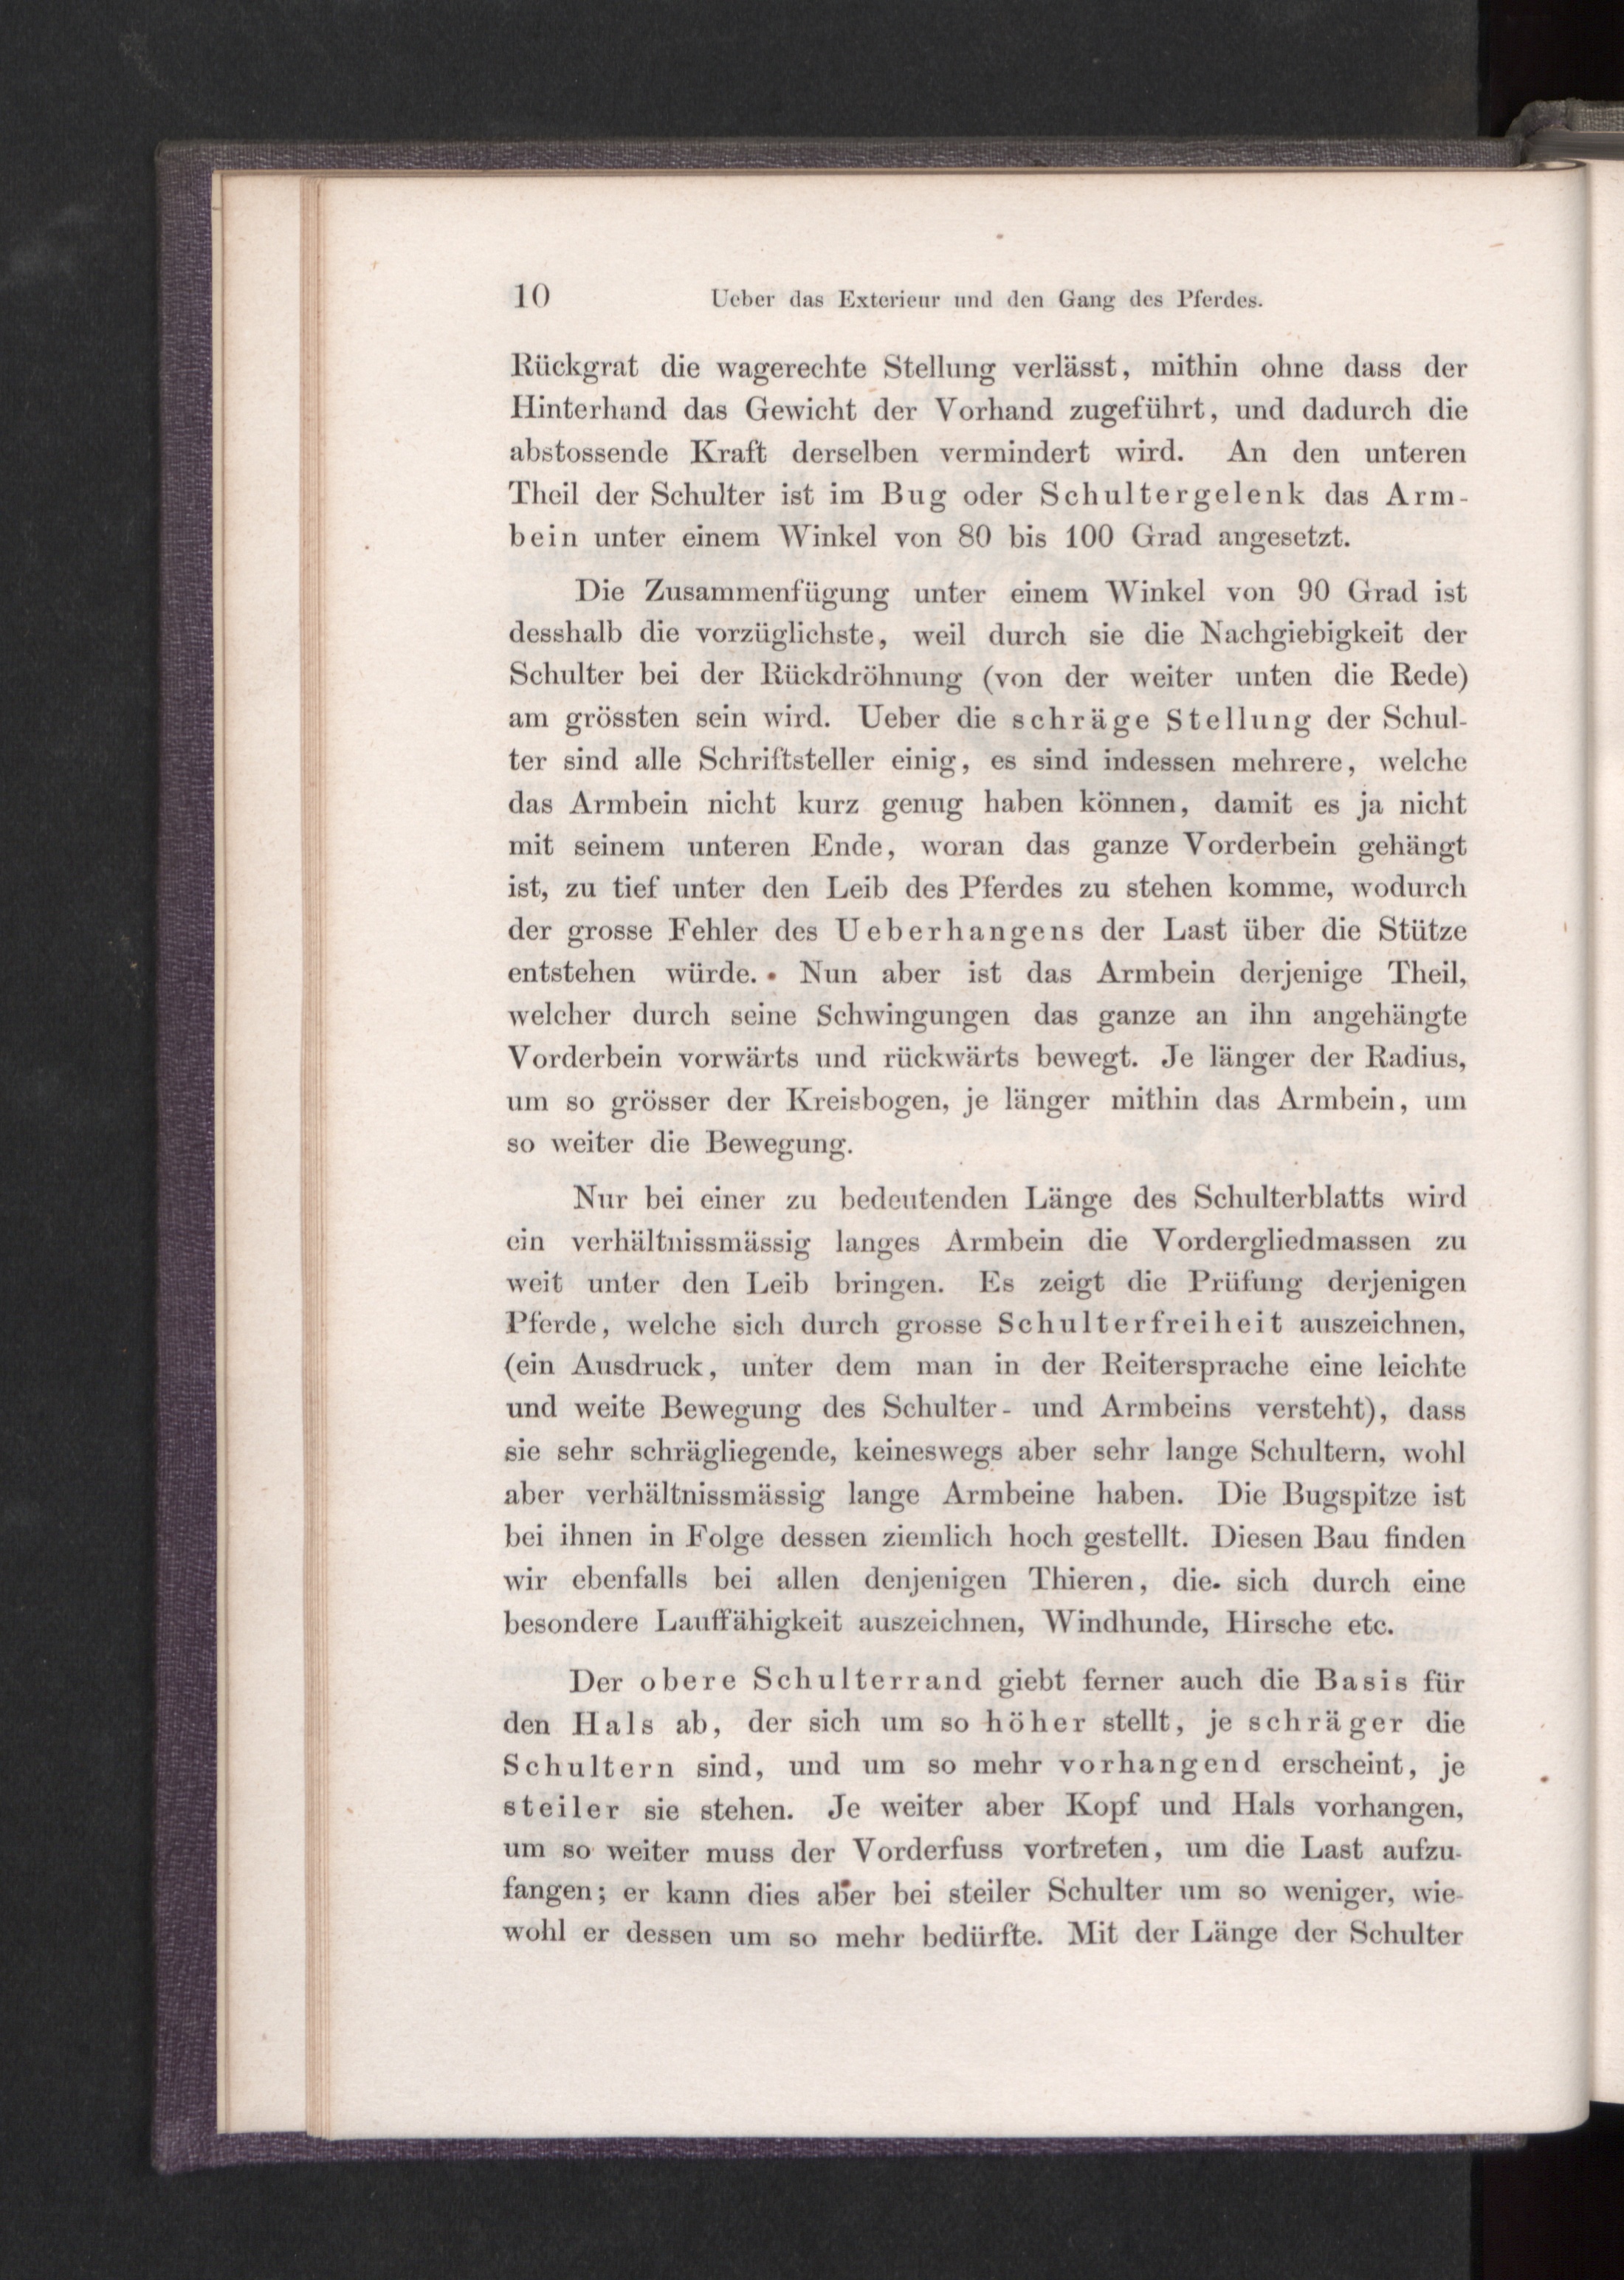 10 Ueber das Exterieur und den Gang des Pferdes.
Rückgrat die wagerechte Stellung verlässt, mithin ohne dass der
Hinterhand das Gewicht der Vorhand zugeführt, und dadurch die
abstossende Kraft derselben vermindert wird. An den unteren
Theil der Schulter ist im Bug oder Schultergelenk das Arm-
bein unter einem Winkel von 80 bis 100 Grad angesetzt.
Die Zusammenfügung unter einem Winkel von 90 Grad ist
desshalb die vorzüglichste, weil durch sie die Nachgiebigkeit der
Schulter bei der Rückdröhnung (von der weiter unten die Rede)
am grössten sein wird. Ueber die schräge Stellung der Schul-
ter sind alle Schriftsteller einig, es sind indessen mehrere, welche
das Armbein nicht kurz genug haben können, damit es ja nicht
mit seinem unteren Ende, woran das ganze Vorderbein gehängt
ist, zu tief unter den Leib des Pferdes zu stehen komme, wodurch
der grosse Fehler des Ueberhangens der Last über die Stütze
entstehen würde. Nun aber ist das Armbein derjenige Theil,
welcher durch seine Schwingungen das ganze an ihn angehängte
Vorderbein vorwärts und rückwärts bewegt. Je länger der Radius,
um so grösser der Kreisbogen, je länger mithin das Armbein, um
so weiter die Bewegung.
Nur bei einer zu bedeutenden Länge des Schulterblatts wird
ein verhältnissmässig langes Armbein die Vordergliedmassen zu
weit unter den Leib bringen. Es zeigt die Prüfung derjenigen
Pferde, welche sich durch grosse Schulterfreiheit auszeichnen,
(ein Ausdruck, unter dem man in der Reitersprache eine leichte
und weite Bewegung des Schulter- und Armbeins versteht), dass
sie sehr schrägliegende, keineswegs aber sehr lange Schultern, wohl
aber verhältnissmässig lange Armbeine haben. Die Bugspitze ist
bei ihnen in Folge dessen ziemlich hoch gestellt. Diesen Bau finden
wir ebenfalls bei allen denjenigen Thieren, die sich durch eine
besondere Lauffähigkeit auszeichnen, Windhunde, Hirsche etc.
Der obere Schulterrand giebt ferner auch die Basis für
den Hals ab, der sich um so höher stellt, je schräger die
Schultern sind, und um so mehr vorhangend erscheint, je
steiler sie stehen. Je weiter aber Kopf und Hals vorhangen,
um so weiter muss der Vorderfuss vortreten, um die Last aufzu-
fangen; er kann dies aber bei steiler Schulter um so weniger, wie-
wohl er dessen um so mehr bedürfte. Mit der Länge der Schulter